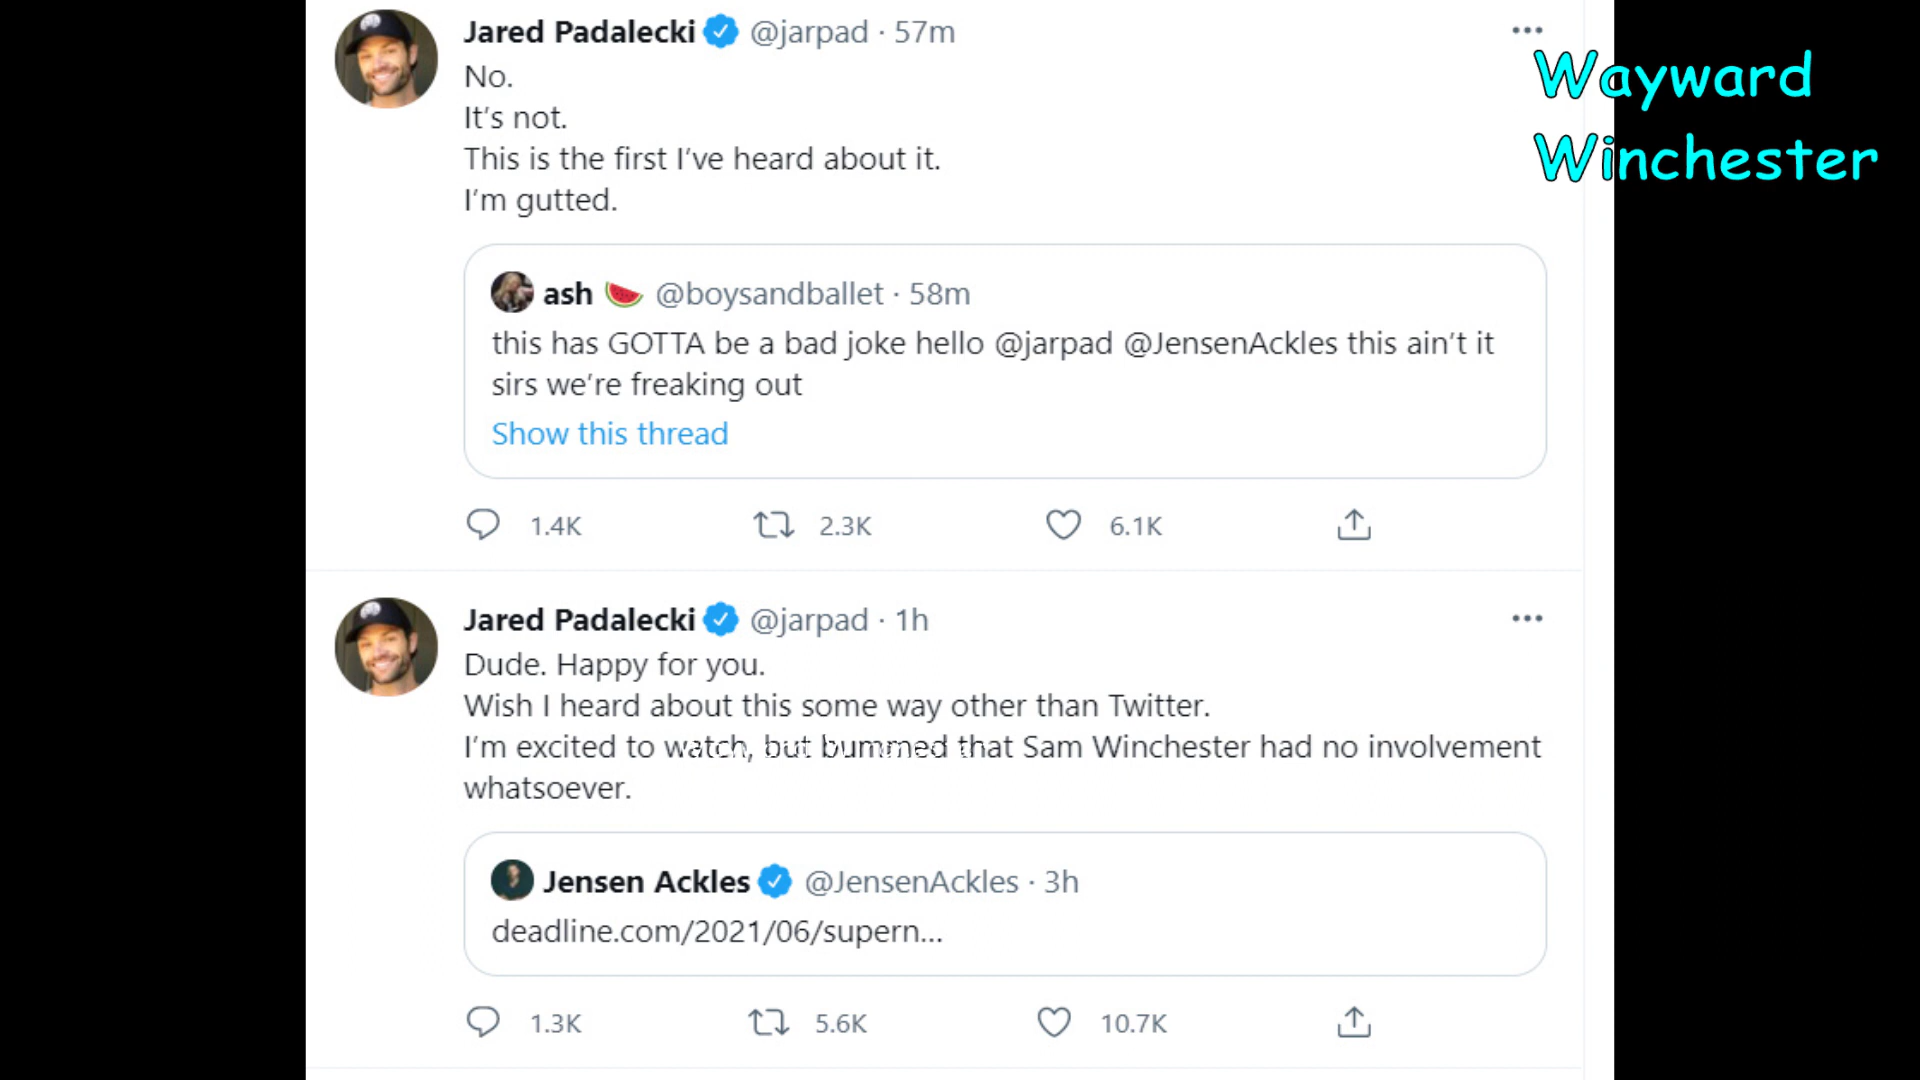 Jared Padalecki @jarpad · 57m
No.
It's not.
This is the first I've heard about it.
I'm gutted.
ash 🍉 @boysandballet · 58m
this has GOTTA be a bad joke hello @jarpad @JensenAckles this ain't it
sirs we're freaking out
Show this thread
1.4K 2.3K 6.1K
Jared Padalecki @jarpad · 1h
Dude. Happy for you.
Wish I heard about this some way other than Twitter.
I'm excited to watch, but bummed that Sam Winchester had no involvement
whatsoever.
Jensen Ackles @JensenAckles · 3h
deadline.com/2021/06/supern...
1.3K 5.6K 10.7K
Wayward
Winchester